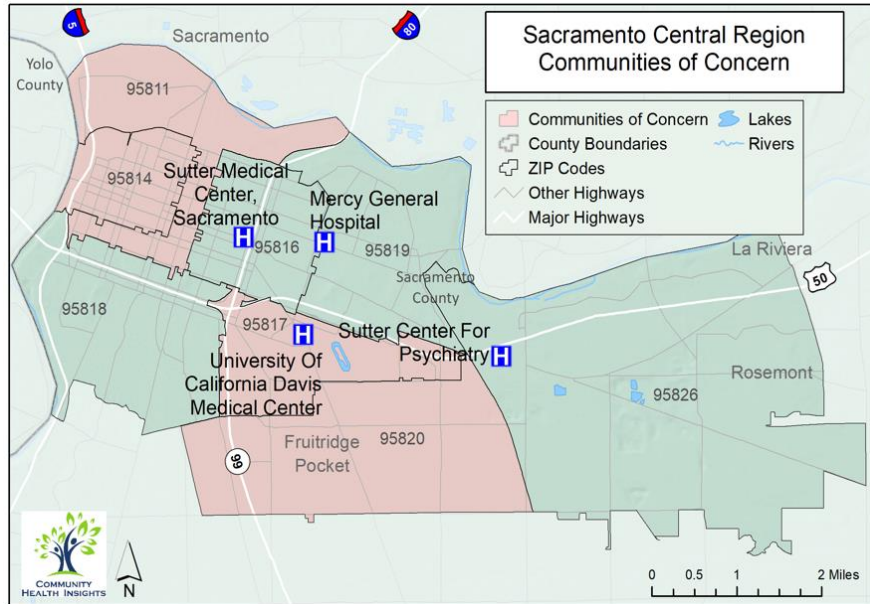 Sacramento Central Region
Communities of Concern
Communities of Concern
Lakes
County Boundaries
Rivers
ZIP Codes
Other Highways
Major Highways
5
Sacramento
80
Yolo
County
95811
95814
Sutter Medical
Center,
Sacramento
H
95816
Mercy General
Hospital
H
95819
Sacramento
County
La Riviera
50
95818
95817
H
University Of
California Davis
Medical Center
Sutter Center For
Psychiatry
H
Rosemont
95826
95820
Fruitridge
Pocket
99
COMMUNITY
HEALTH INSIGHTS
N
0 0.5 1 2 Miles